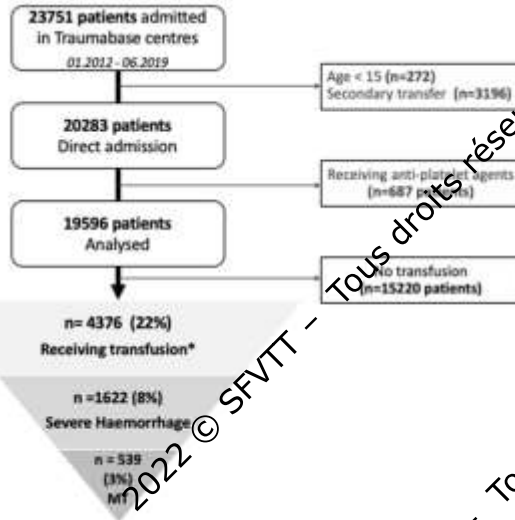 23751 patients admitted
in Traumabase centres
01.2012 - 06.2019
Age < 15 (n=272)
Secondary transfer (n=3196)
20283 patients
Direct admission
Receiving anti-platelet agents
(n=687 patients)
19596 patients
Analysed
No transfusion
(n=15220 patients)
n= 4376 (22%)
Receiving transfusion*
n =1622 (8%)
Severe Haemorrhage
n = 539
(3%)
MT
2022 © SFVTT – Tous droits réser
To